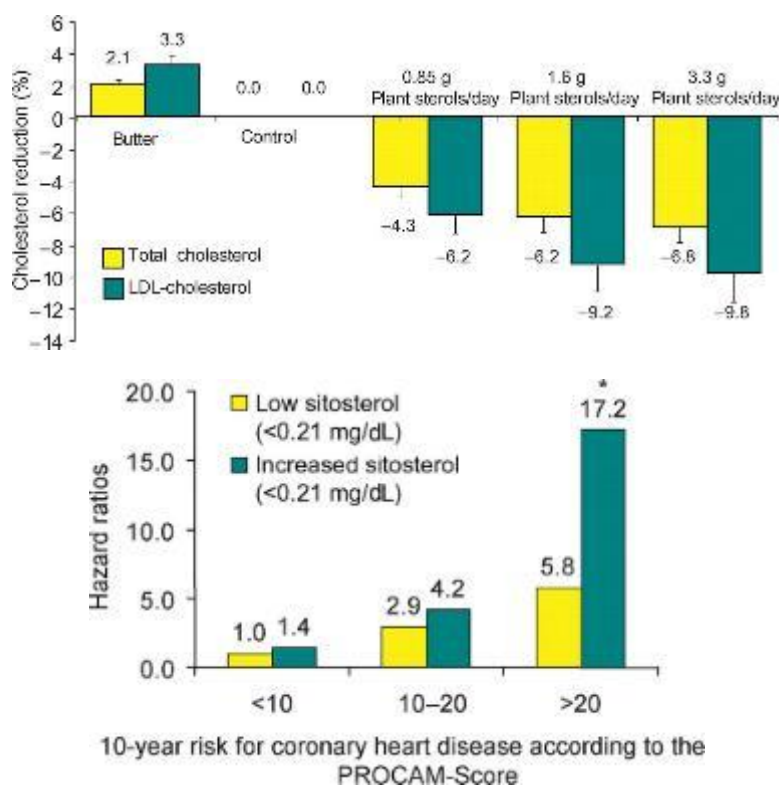 6
4
2
0
−2
−4
−6
−8
−10
−12
−14
Cholesterol reduction (%)
2.1
3.3
0.0 0.0
Butter
Control
0.85 g
Plant sterols/day
1.6 g
Plant sterols/day
3.3 g
Plant sterols/day
−4.3
−6.2
−6.2
−9.2
−6.8
−9.8
Total cholesterol
LDL-cholesterol
20.0
15.0
10.0
5.0
0.0
Hazard ratios
Low sitosterol
(<0.21 mg/dL)
Increased sitosterol
(<0.21 mg/dL)
1.0 1.4
2.9 4.2
5.8
*
17.2
<10 10–20 >20
10-year risk for coronary heart disease according to the
PROCAM-Score